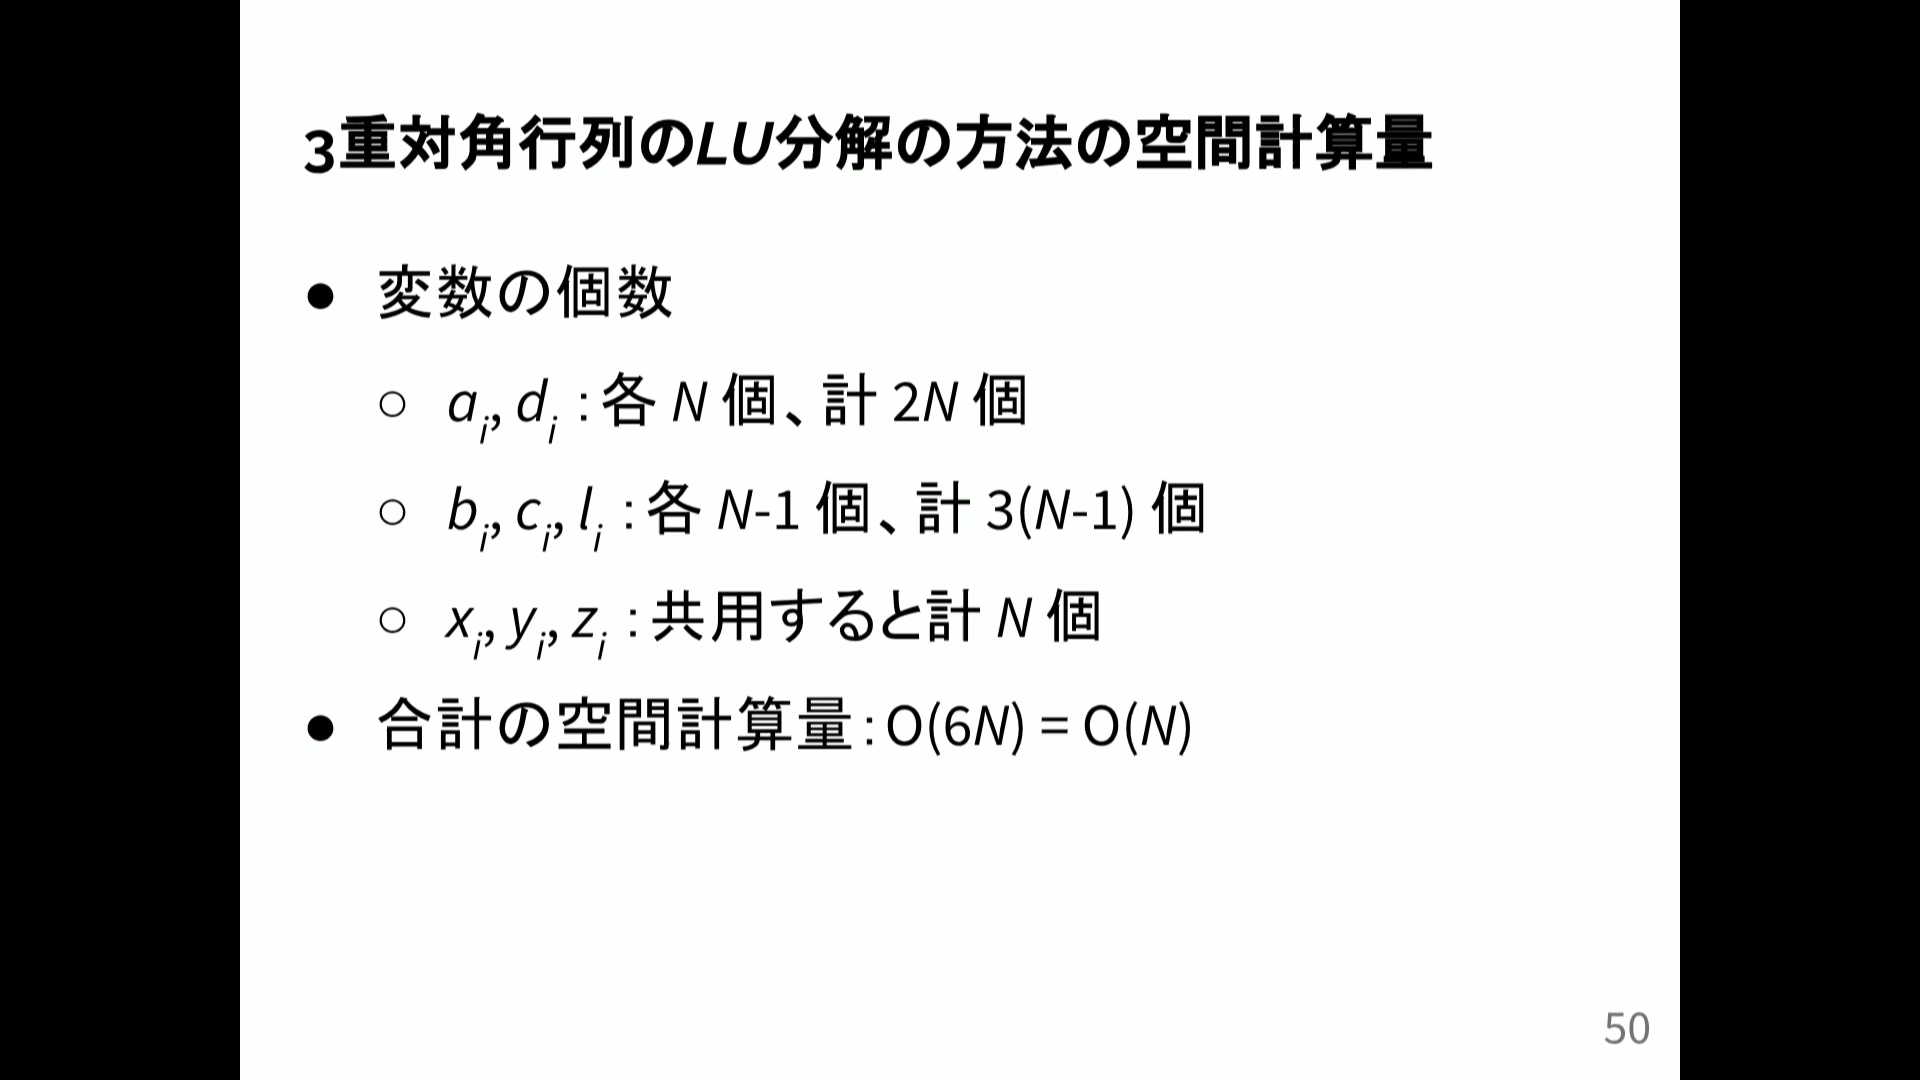 3重対角行列のLU分解の方法の空間計算量
● 変数の個数
○ a_i, d_i : 各 N 個、計 2N 個
○ b_i, c_i, l_i : 各 N-1 個、計 3(N-1) 個
○ x_i, y_i, z_i : 共用すると計 N 個
● 合計の空間計算量 : O(6N) = O(N)
50